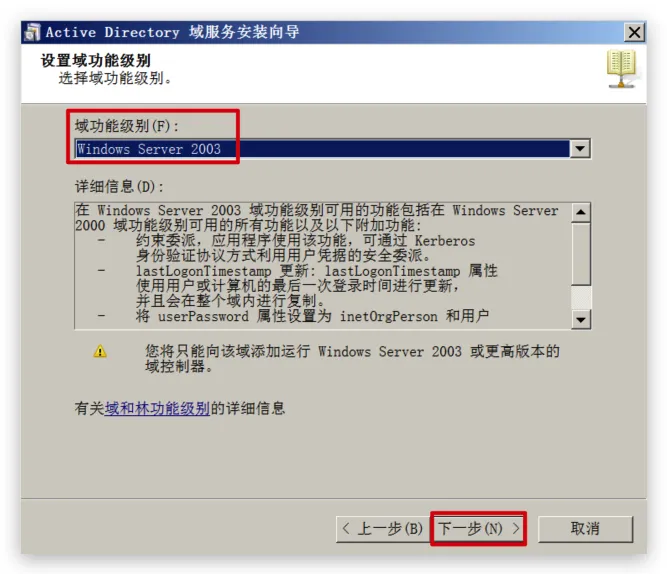 Active Directory 域服务安装向导
设置域功能级别
选择域功能级别。
域功能级别(F):
Windows Server 2003
详细信息(D):
在 Windows Server 2003 域功能级别可用的功能包括在 Windows Server
2000 域功能级别可用的所有功能以及以下附加功能:
- 约束委派，应用程序使用该功能，可通过 Kerberos
身份验证协议方式利用用户凭据的安全委派。
- lastLogonTimestamp 更新: lastLogonTimestamp 属性
使用用户或计算机的最后一次登录时间进行更新，
并且会在整个域内进行复制。
- 将 userPassword 属性设置为 inetOrgPerson 和用户
您将只能向该域添加运行 Windows Server 2003 或更高版本的
域控制器。
有关域和林功能级别的详细信息
< 上一步(B) 下一步(N) > 取消